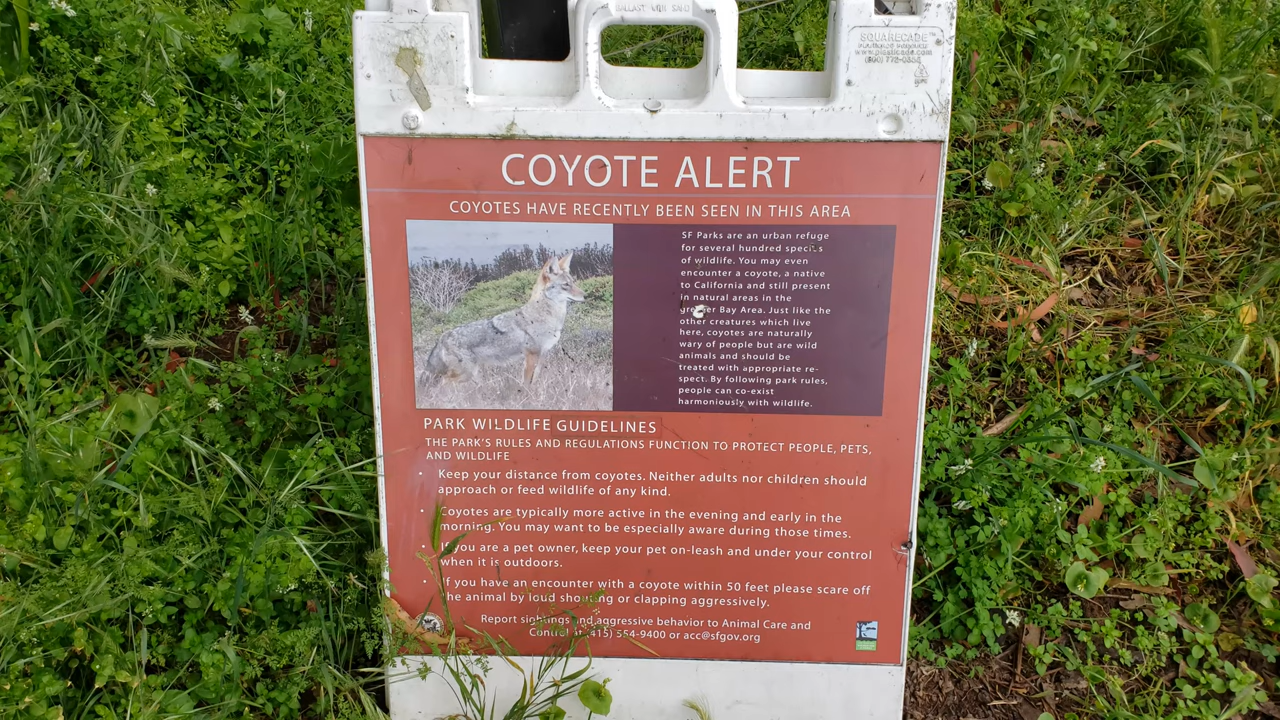 BALLAST WITH SAND
SQUARECADE™
www.plasticade.com
COYOTE ALERT
COYOTES HAVE RECENTLY BEEN SEEN IN THIS AREA
SF Parks are an urban refuge
for several hundred species
of wildlife. You may even
encounter a coyote, a native
to California and still present
in natural areas in the
greater Bay Area. Just like the
other creatures which live
here, coyotes are naturally
wary of people but are wild
animals and should be
treated with appropriate re-
spect. By following park rules,
people can co-exist
harmoniously with wildlife.
PARK WILDLIFE GUIDELINES
THE PARK'S RULES AND REGULATIONS FUNCTION TO PROTECT PEOPLE, PETS,
AND WILDLIFE
• Keep your distance from coyotes. Neither adults nor children should
approach or feed wildlife of any kind.
• Coyotes are typically more active in the evening and early in the
morning. You may want to be especially aware during those times.
• If you are a pet owner, keep your pet on-leash and under your control
when it is outdoors.
• If you have an encounter with a coyote within 50 feet please scare off
the animal by loud shouting or clapping aggressively.
Report sightings and aggressive behavior to Animal Care and
Control (415) 554-9400 or acc@sfgov.org